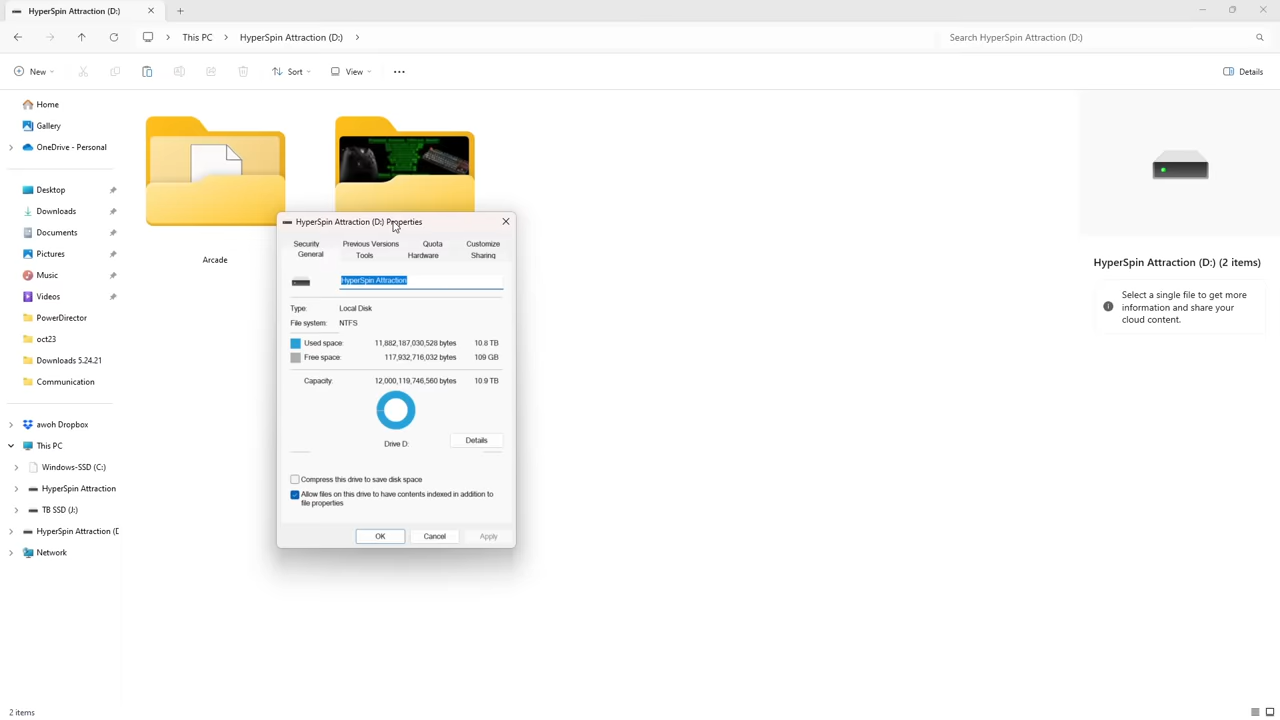 HyperSpin Attraction (D:)
This PC
HyperSpin Attraction (D:)
Search HyperSpin Attraction (D:)
New
Sort
View
Details
Home
Gallery
OneDrive - Personal
Desktop
Downloads
Documents
Pictures
Music
Videos
PowerDirector
oct23
Downloads 5.24.21
Communication
awoh Dropbox
This PC
Windows-SSD (C:)
HyperSpin Attraction
TB SSD (J:)
HyperSpin Attraction (D
Network
Arcade
HyperSpin Attraction (D:) Properties
Security
Previous Versions
Quota
Customize
General
Tools
Hardware
Sharing
HyperSpin Attraction
Type: Local Disk
File system: NTFS
Used space: 11,882,187,030,528 bytes 10.8 TB
Free space: 117,932,716,032 bytes 109 GB
Capacity: 12,000,119,746,560 bytes 10.9 TB
Drive D:
Details
Compress this drive to save disk space
Allow files on this drive to have contents indexed in addition to
file properties
OK
Cancel
Apply
HyperSpin Attraction (D:) (2 items)
Select a single file to get more
information and share your
cloud content.
2 items